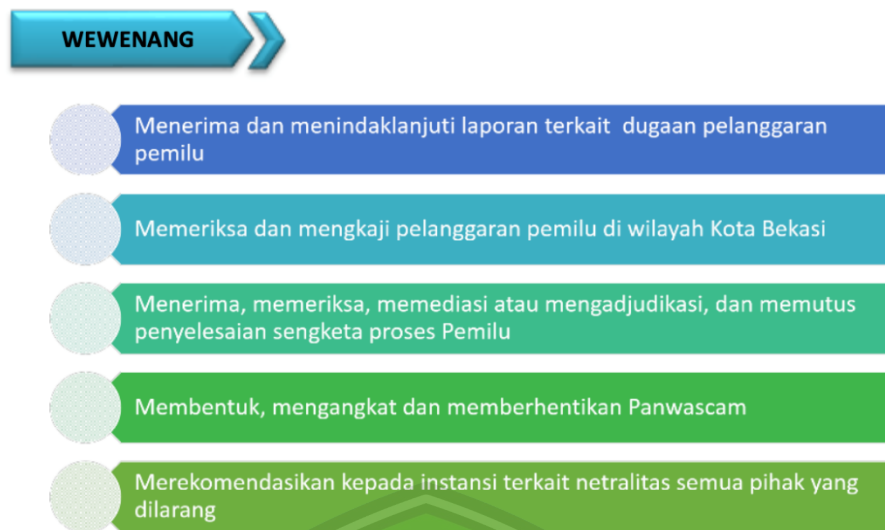 WEWENANG
Menerima dan menindaklanjuti laporan terkait dugaan pelanggaran
pemilu
Memeriksa dan mengkaji pelanggaran pemilu di wilayah Kota Bekasi
Menerima, memeriksa, memediasi atau mengadjudikasi, dan memutus
penyelesaian sengketa proses Pemilu
Membentuk, mengangkat dan memberhentikan Panwascam
Merekomendasikan kepada instansi terkait netralitas semua pihak yang
dilarang